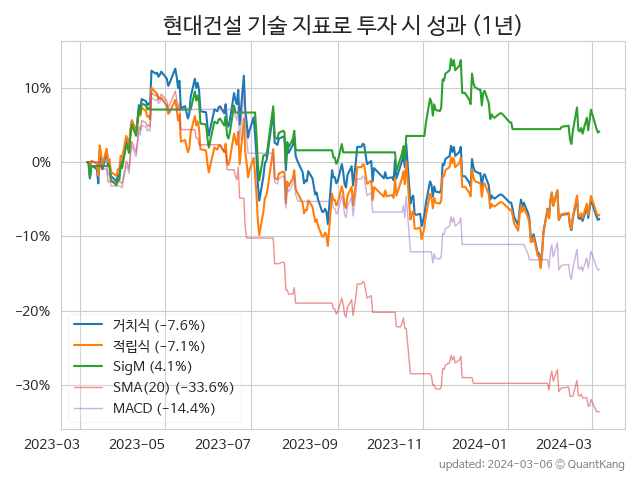 현대건설 기술 지표로 투자 시 성과 (1년)
10%
0%
−10%
−20%
−30%
거치식 (−7.6%)
적립식 (−7.1%)
SigM (4.1%)
SMA(20) (−33.6%)
MACD (−14.4%)
2023-03 2023-05 2023-07 2023-09 2023-11 2024-01 2024-03
updated: 2024-03-06 © QuantKang